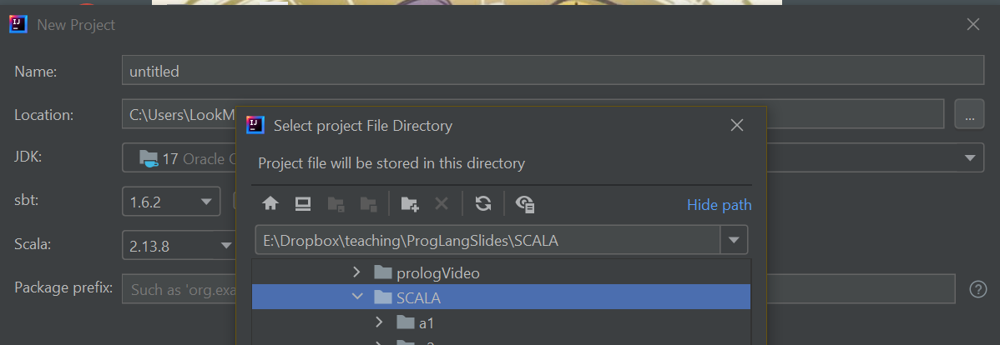 New Project
Name:
untitled
Location:
C:\Users\LookM
...
Select project File Directory
Project file will be stored in this directory
JDK:
17 Oracle
sbt:
1.6.2
Hide path
Scala:
2.13.8
E:\Dropbox\teaching\ProgLangSlides\SCALA
prologVideo
Package prefix:
Such as 'org.exa
?
SCALA
a1